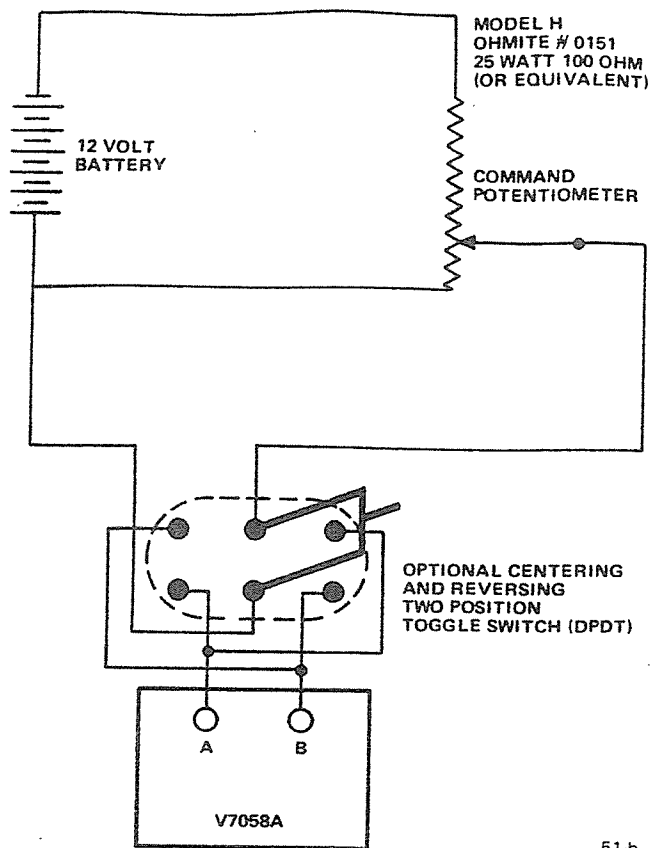 MODEL H
OHMITE # 0151
25 WATT 100 OHM
(OR EQUIVALENT)
12 VOLT
BATTERY
COMMAND
POTENTIOMETER
OPTIONAL CENTERING
AND REVERSING
TWO POSITION
TOGGLE SWITCH (DPDT)
A B
V7058A